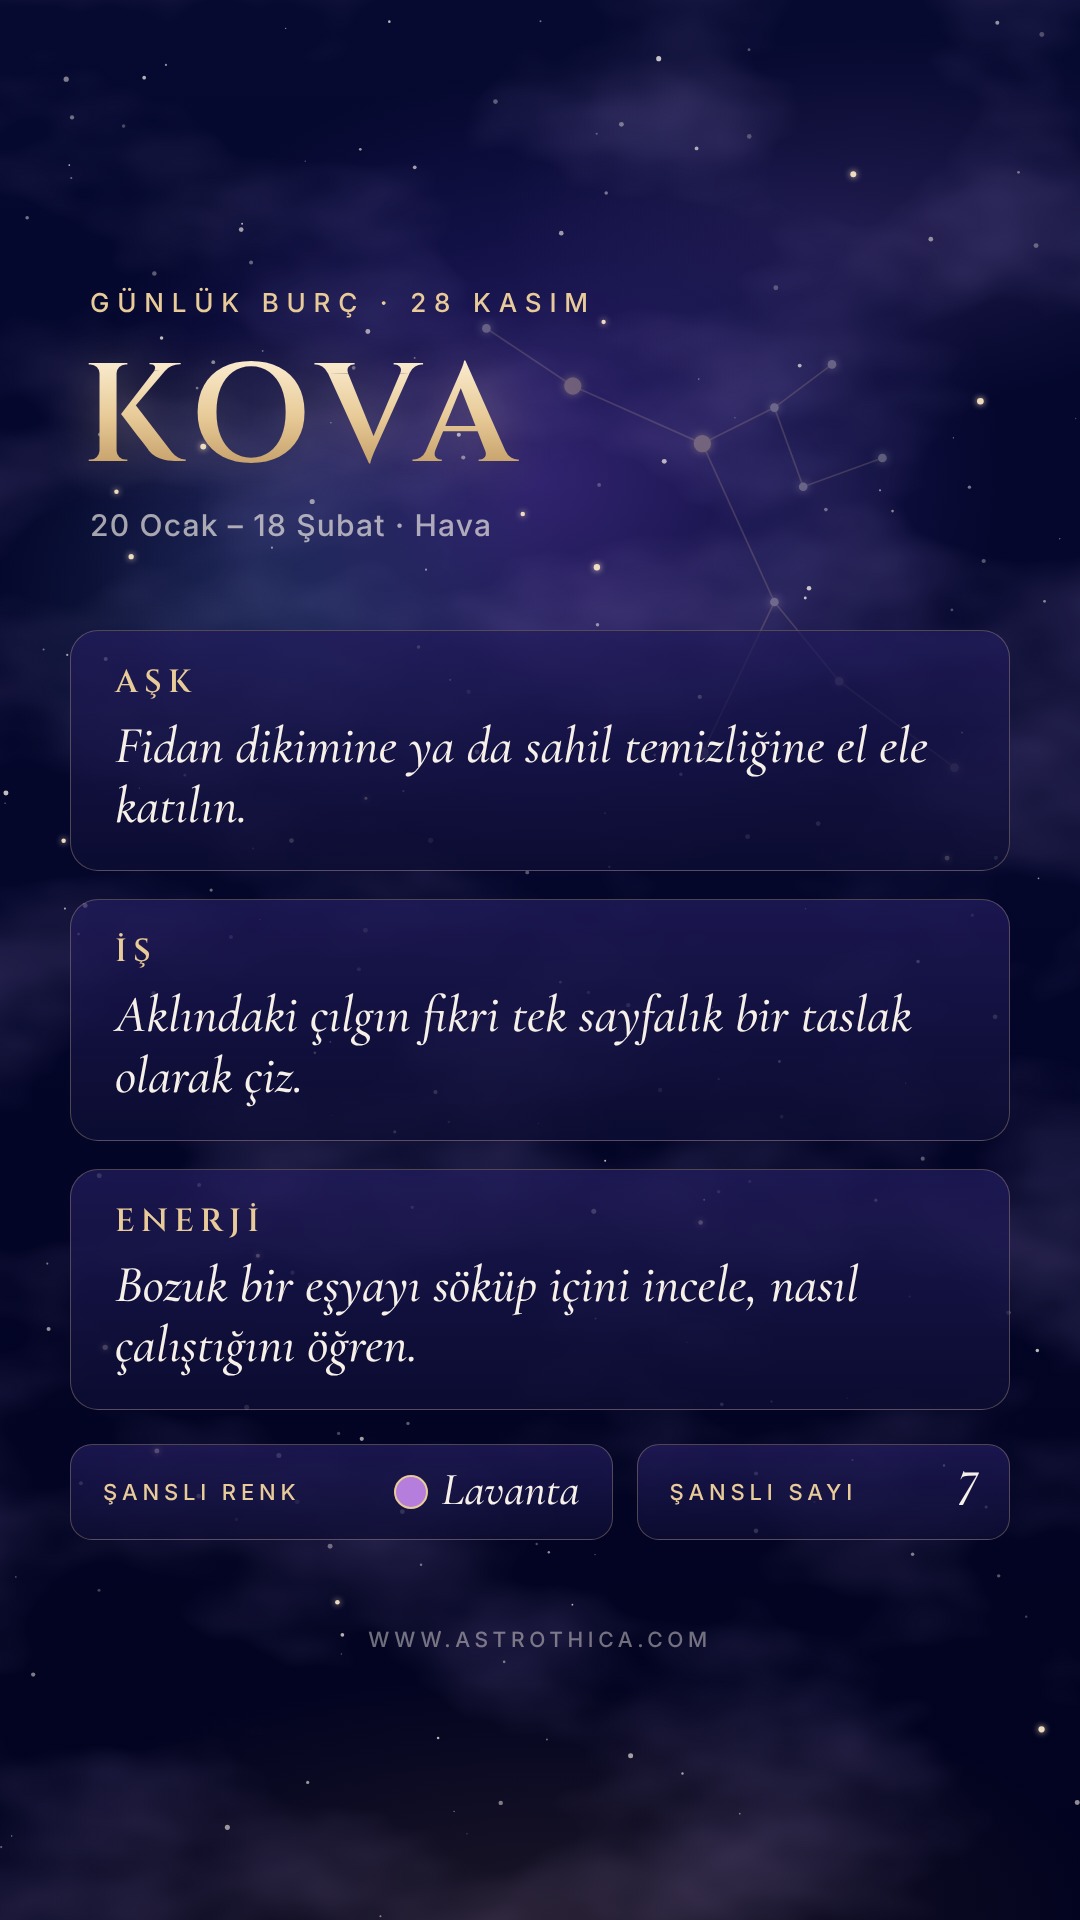 GÜNLÜK BURÇ · 28 KASIM
KOVA
20 Ocak – 18 Şubat · Hava
AŞK
Fidan dikimine ya da sahil temizliğine el ele
katılın.
İŞ
Aklındaki çılgın fikri tek sayfalık bir taslak
olarak çiz.
ENERJİ
Bozuk bir eşyayı söküp içini incele, nasıl
çalıştığını öğren.
ŞANSLI RENK
Lavanta
ŞANSLI SAYI
7
WWW.ASTROTHICA.COM